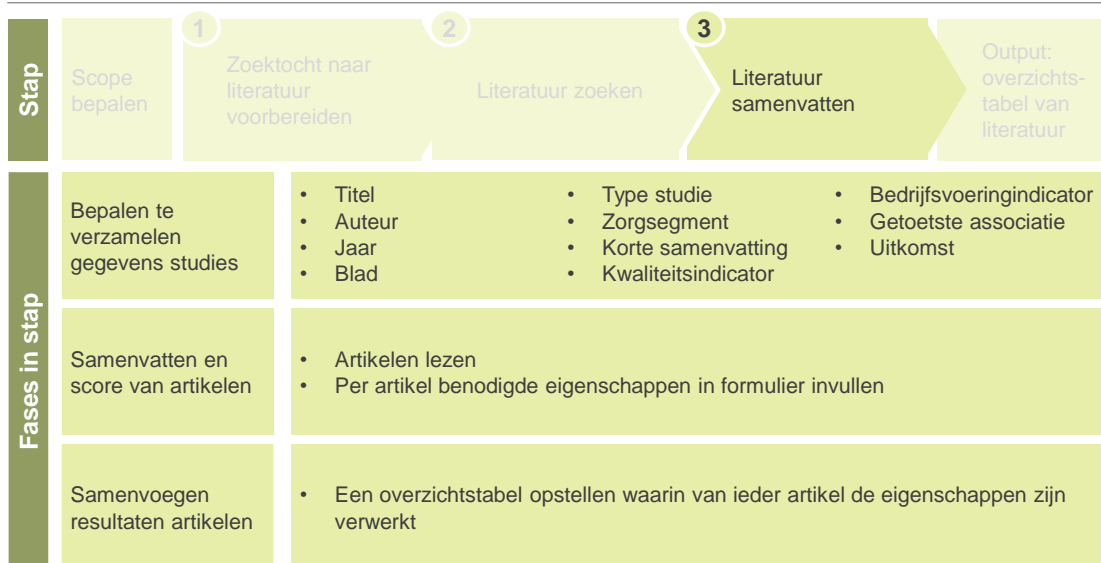 1
2
3
Stap
Scope
bepalen
Zoektocht naar
literatuur
voorbereiden
Literatuur zoeken
Literatuur
samenvatten
Output:
overzichts-
tabel van
literatuur
Fases in stap
Bepalen te
verzamelen
gegevens studies
• Titel
• Auteur
• Jaar
• Blad
• Type studie
• Zorgsegment
• Korte samenvatting
• Kwaliteitsindicator
• Bedrijfsvoeringindicator
• Getoetste associatie
• Uitkomst
Samenvatten en
score van artikelen
• Artikelen lezen
• Per artikel benodigde eigenschappen in formulier invullen
Samenvoegen
resultaten artikelen
• Een overzichtstabel opstellen waarin van ieder artikel de eigenschappen zijn
verwerkt